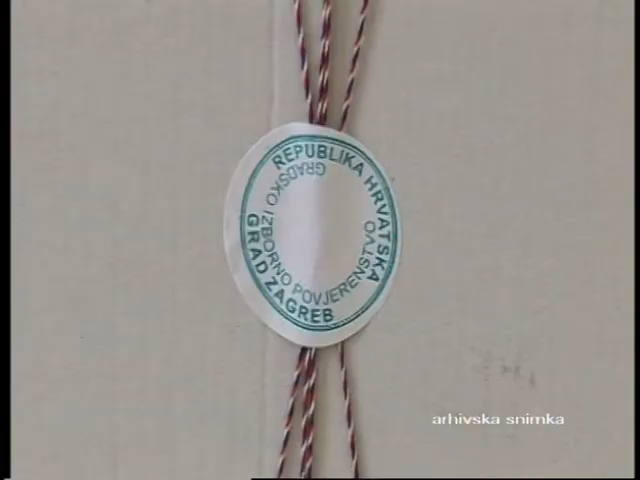 REPUBLIKA HRVATSKA
GRAD ZAGREB
GRADSKO IZBORNO POVJERENSTVO
arhivska snimka